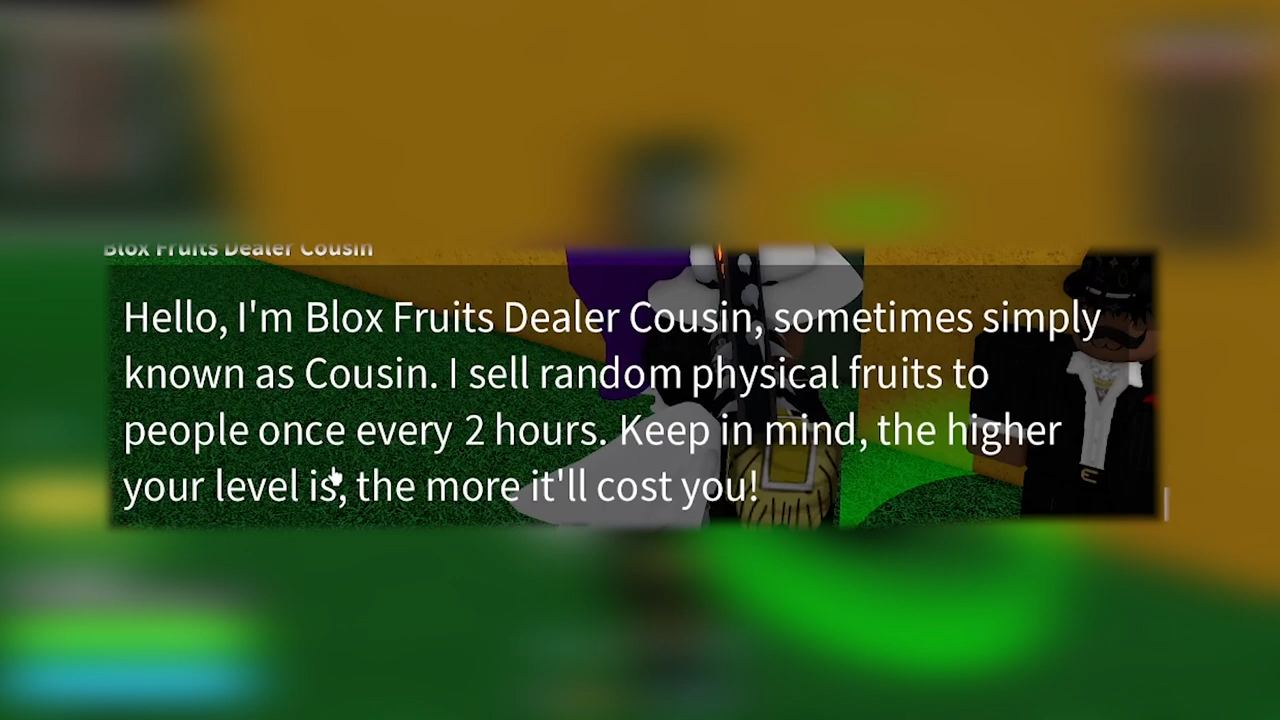 Blox Fruits Dealer Cousin
Hello, I'm Blox Fruits Dealer Cousin, sometimes simply
known as Cousin. I sell random physical fruits to
people once every 2 hours. Keep in mind, the higher
your level is, the more it'll cost you!